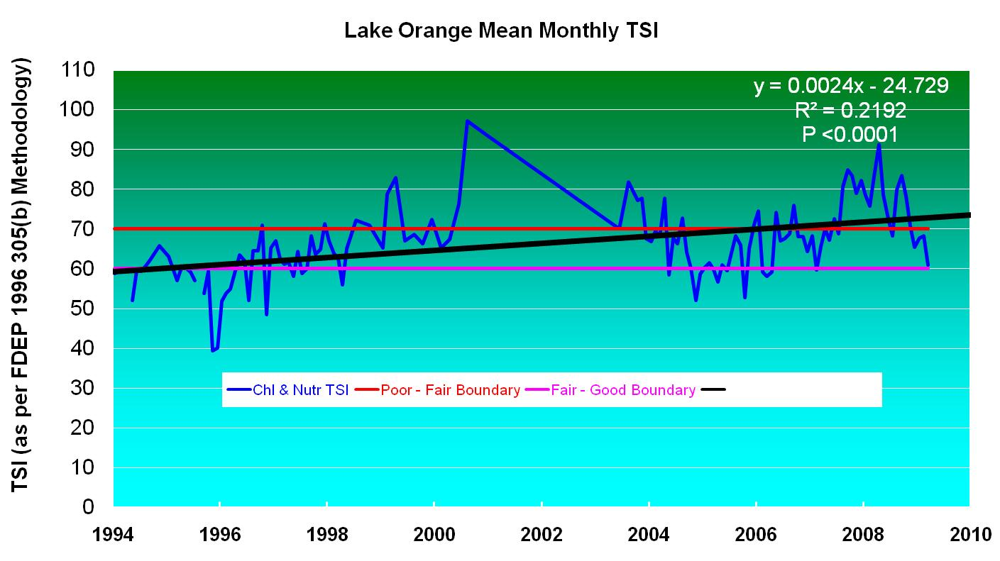 Lake Orange Mean Monthly TSI
TSI (as per FDEP 1996 305(b) Methodology)
110
100
90
80
70
60
50
40
30
20
10
0
y = 0.0024x - 24.729
R² = 0.2192
P <0.0001
Chl & Nutr TSI Poor - Fair Boundary Fair - Good Boundary
1994 1996 1998 2000 2002 2004 2006 2008 2010